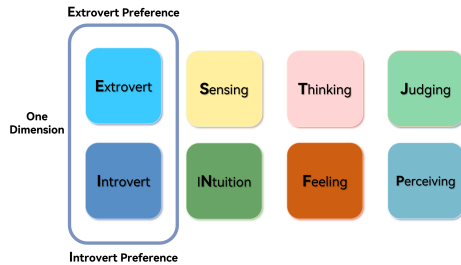 Extrovert Preference
Extrovert Sensing Thinking Judging
One
Dimension
Introvert INtuition Feeling Perceiving
Introvert Preference